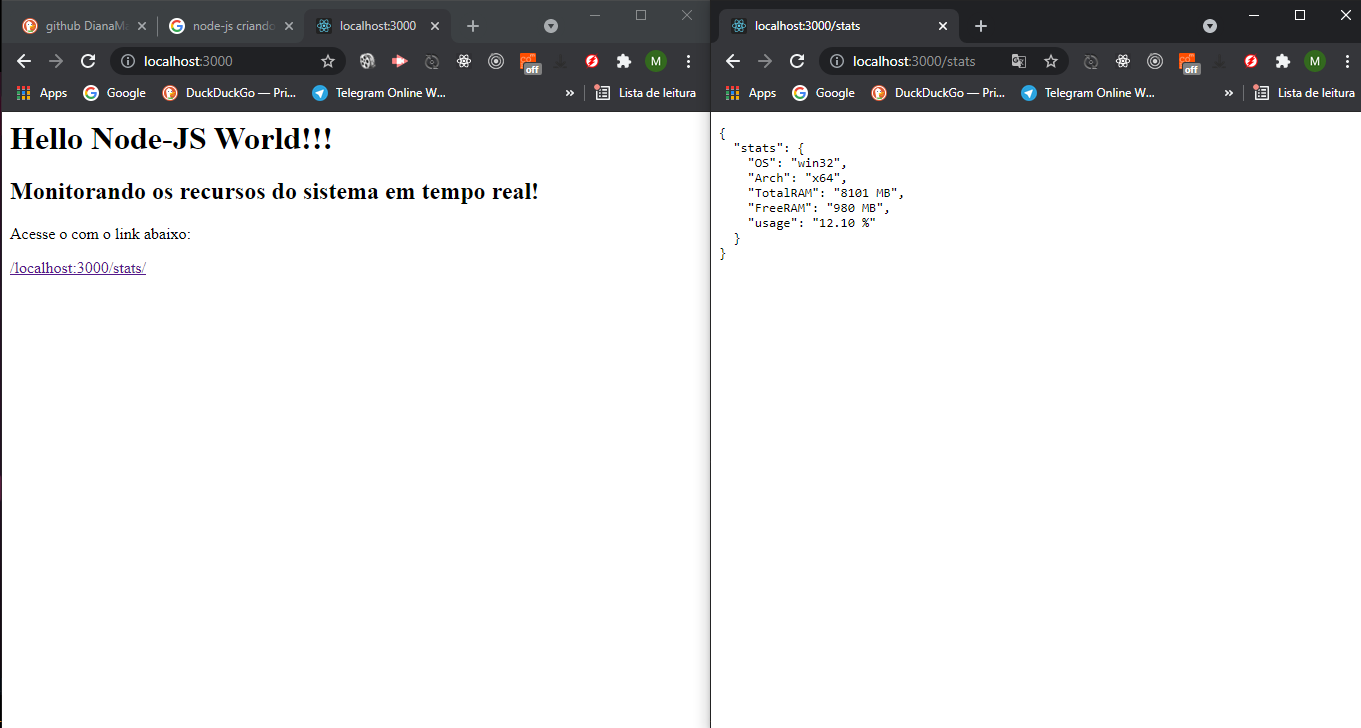 github DianaMa
node-js criando
localhost:3000
localhost:3000
off
M
Apps
Google
DuckDuckGo — Pri...
Telegram Online W...
»
Lista de leitura
Hello Node-JS World!!!
Monitorando os recursos do sistema em tempo real!
Acesse o com o link abaixo:
/localhost:3000/stats/
localhost:3000/stats
localhost:3000/stats
off
M
Apps
Google
DuckDuckGo — Pri...
Telegram Online W...
»
Lista de leitura
{
"stats": {
"OS": "win32",
"Arch": "x64",
"TotalRAM": "8101 MB",
"FreeRAM": "980 MB",
"usage": "12.10 %"
}
}